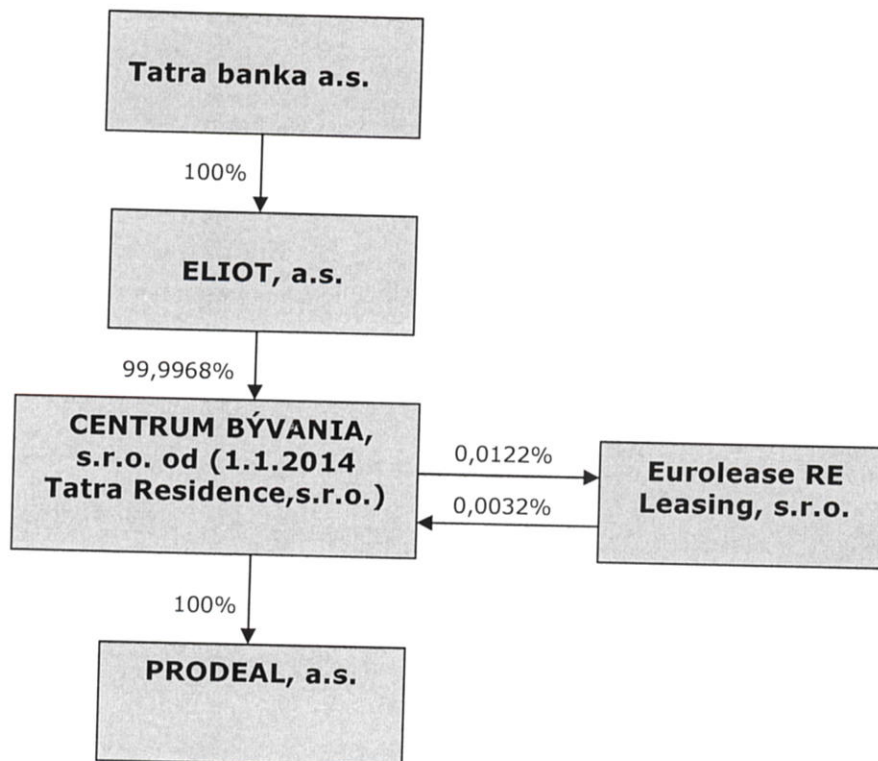 Tatra banka a.s.
100%
ELIOT, a.s.
99,9968%
CENTRUM BÝVANIA,
s.r.o. od (1.1.2014
Tatra Residence,s.r.o.)
0,0122%
0,0032%
Eurolease RE
Leasing, s.r.o.
100%
PRODEAL, a.s.